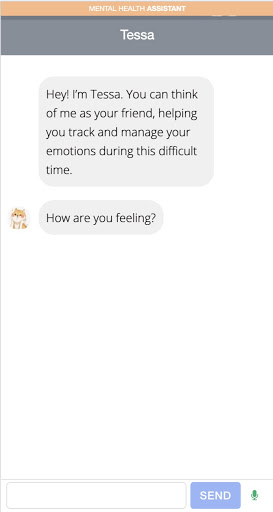 MENTAL HEALTH ASSISTANT
Tessa
Hey! I'm Tessa. You can think
of me as your friend, helping
you track and manage your
emotions during this difficult
time.
How are you feeling?
SEND